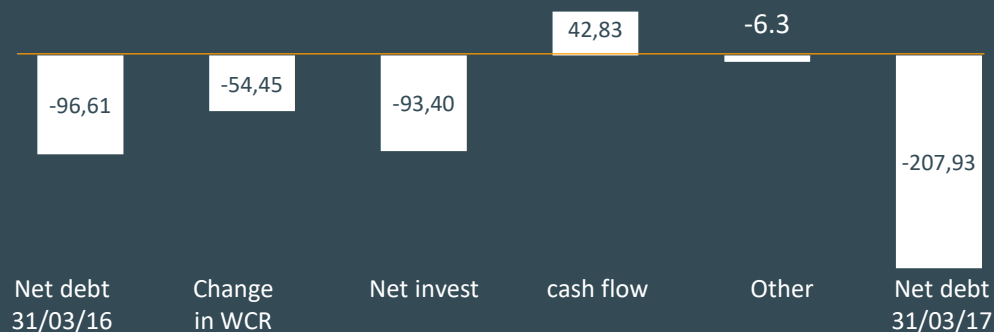 42,83
-6.3
-96,61
-54,45
-93,40
-207,93
Net debt
31/03/16
Change
in WCR
Net invest
cash flow
Other
Net debt
31/03/17